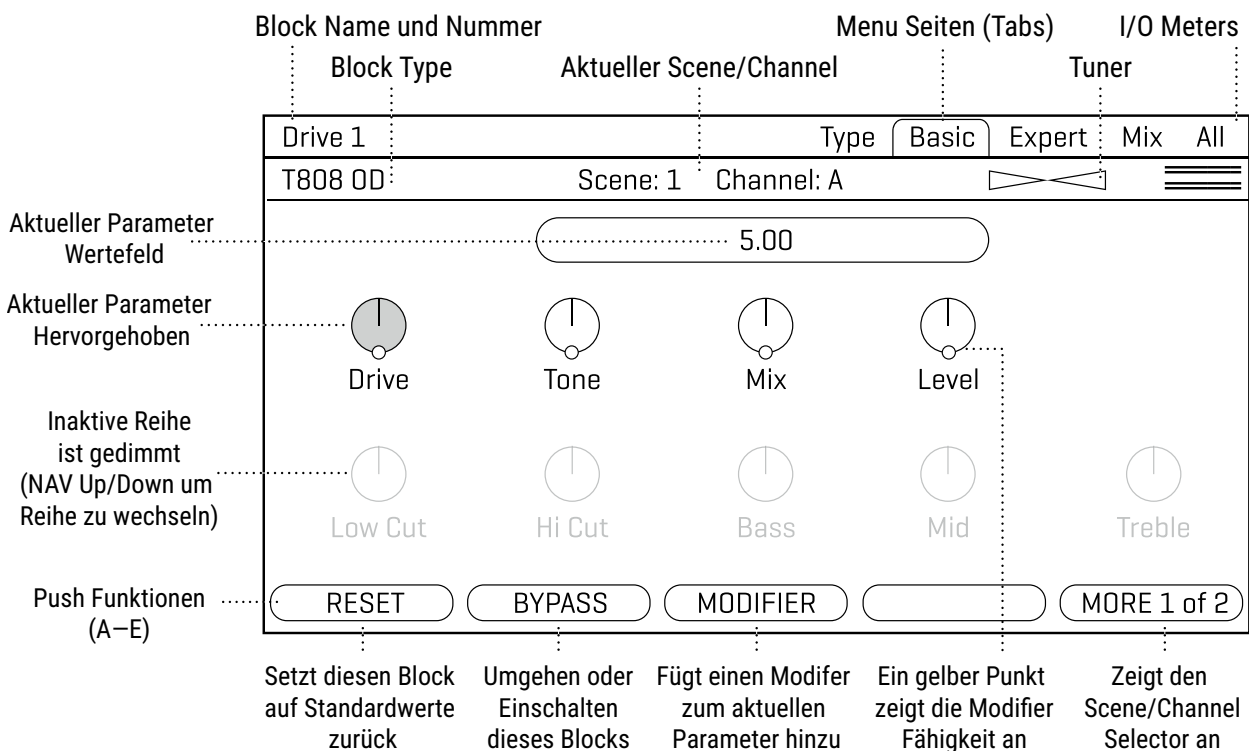 Block Name und Nummer
Menu Seiten (Tabs)
I/O Meters
Block Type
Aktueller Scene/Channel
Tuner
Drive 1
Type
Basic
Expert
Mix
All
T808 OD
Scene: 1
Channel: A
Aktueller Parameter
Wertefeld
5.00
Aktueller Parameter
Hervorgehoben
Drive
Tone
Mix
Level
Inaktive Reihe
ist gedimmt
(NAV Up/Down um
Reihe zu wechseln)
Low Cut
Hi Cut
Bass
Mid
Treble
Push Funktionen
(A–E)
RESET
BYPASS
MODIFIER
MORE 1 of 2
Setzt diesen Block
auf Standardwerte
zurück
Umgehen oder
Einschalten
dieses Blocks
Fügt einen Modifer
zum aktuellen
Parameter hinzu
Ein gelber Punkt
zeigt die Modifier
Fähigkeit an
Zeigt den
Scene/Channel
Selector an